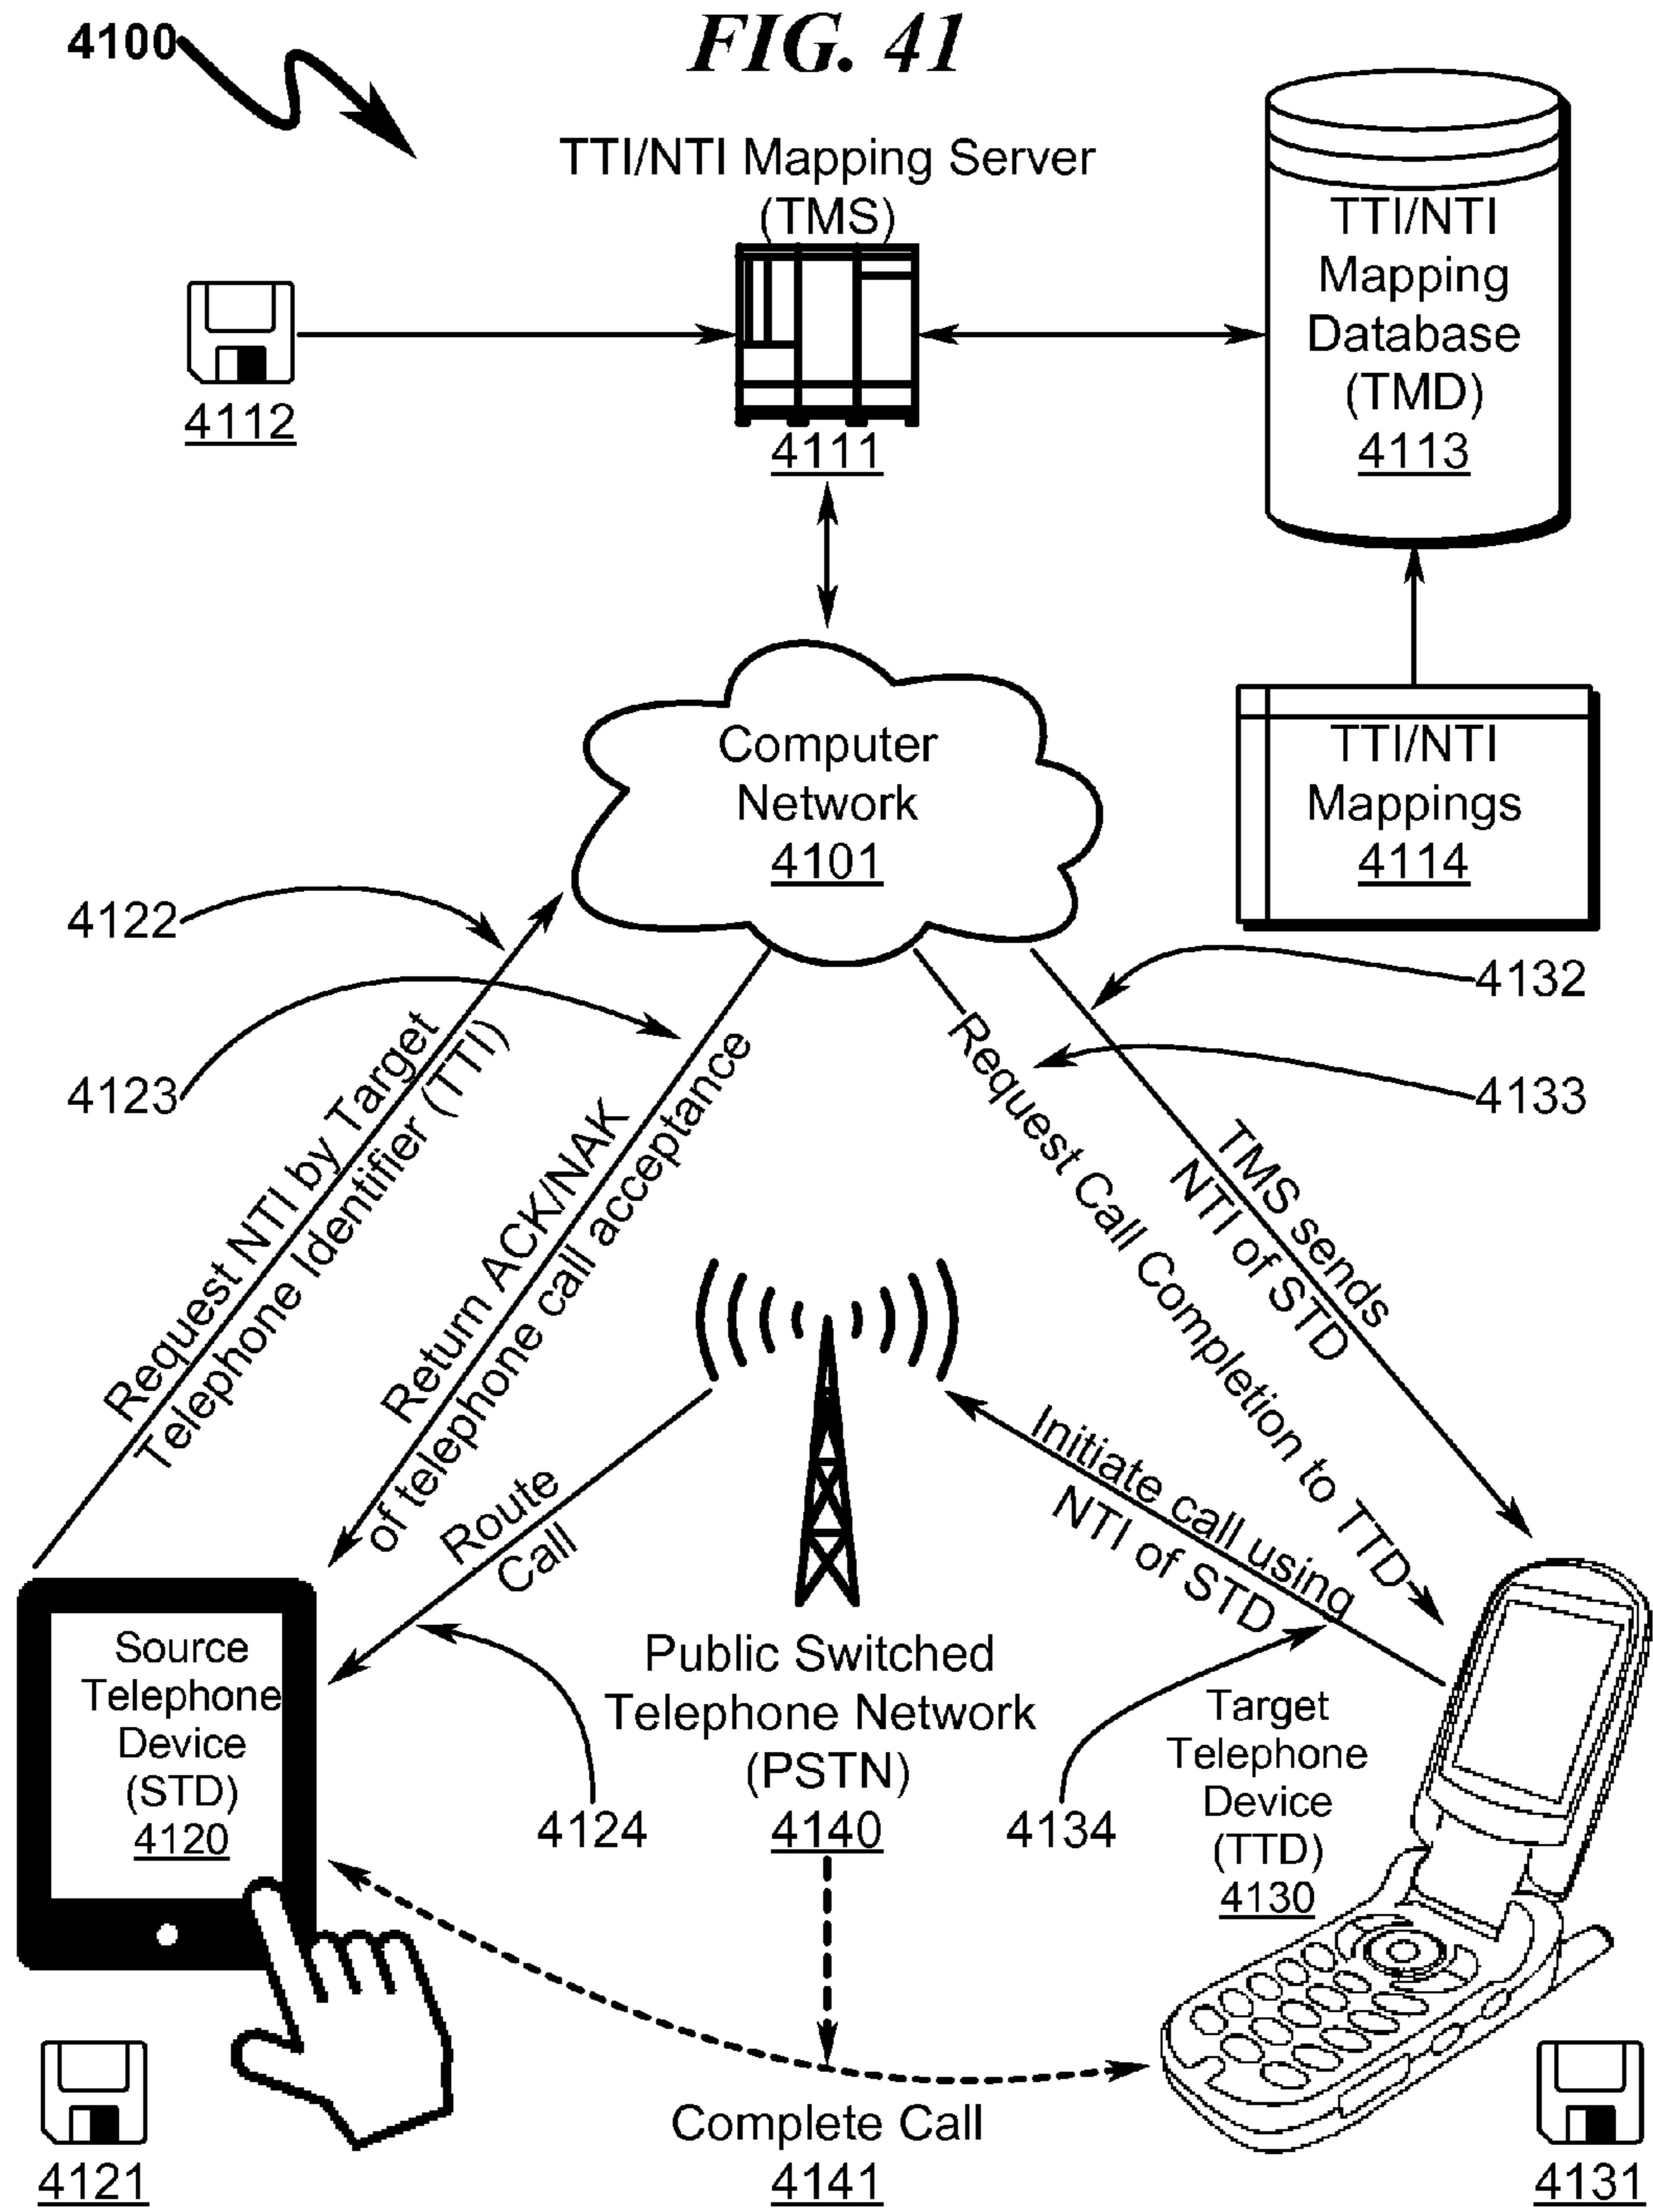 4100
FIG. 41
TTI/NTI Mapping Server
(TMS)
4111
4112
TTI/NTI
Mapping
Database
(TMD)
4113
Computer
Network
4101
TTI/NTI
Mappings
4114
4122
4123
4132
4133
Request NTI by Target
Telephone Identifier (TTI)
Return ACK/NAK
of telephone call acceptance
Request Call Completion to TTD
TMS sends
NTI of STD
Route
Call
Initiate call using
NTI of STD
Source
Telephone
Device
(STD)
4120
Public Switched
Telephone Network
(PSTN)
4140
4124
4134
Target
Telephone
Device
(TTD)
4130
Complete Call
4141
4121
4131